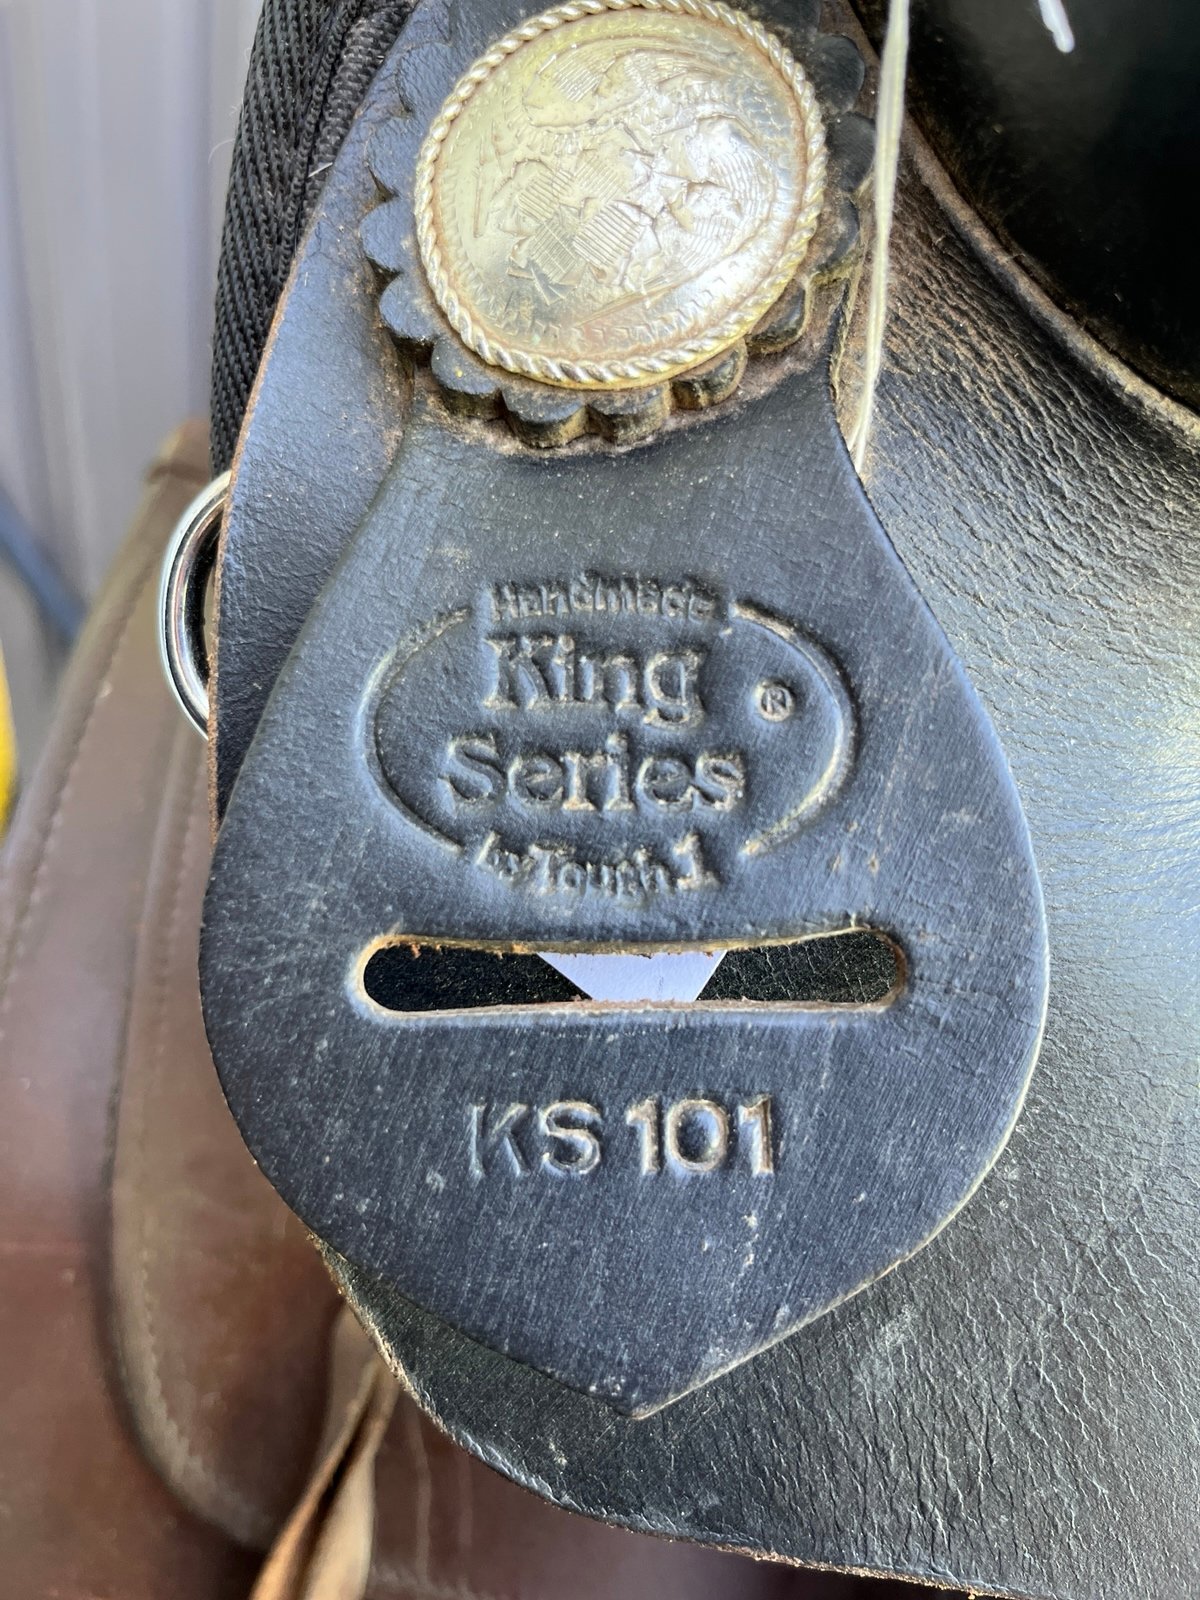 Handmade
King
Series ®
by Tough 1
KS 101